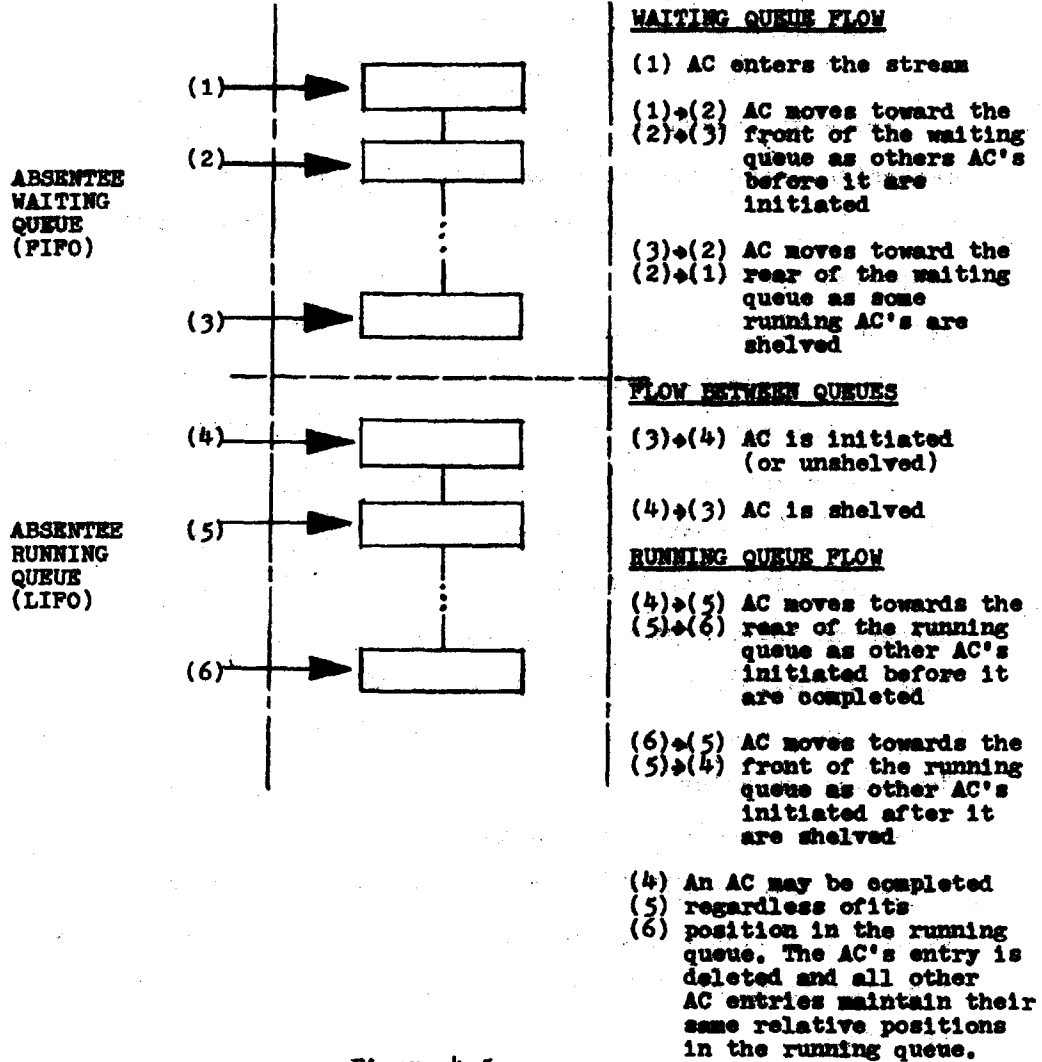 (1)
(2)
ABSENTEE
WAITING
QUEUE
(FIFO)
(3)
(4)
ABSENTEE
RUNNING
QUEUE
(LIFO)
(5)
(6)
WAITING QUEUE FLOW
(1) AC enters the stream
(1)→(2) AC moves toward the
(2)→(3) front of the waiting
queue as others AC's
before it are
initiated
(3)→(2) AC moves toward the
(2)→(1) rear of the waiting
queue as some
running AC's are
shelved
FLOW BETWEEN QUEUES
(3)→(4) AC is initiated
(or unshelved)
(4)→(3) AC is shelved
RUNNING QUEUE FLOW
(4)→(5) AC moves towards the
(5)→(6) rear of the running
queue as other AC's
initiated before it
are completed
(6)→(5) AC moves towards the
(5)→(4) front of the running
queue as other AC's
initiated after it
are shelved
(4) An AC may be completed
(5) regardless ofits
(6) position in the running
queue. The AC's entry is
deleted and all other
AC entries maintain their
same relative positions
in the running queue.